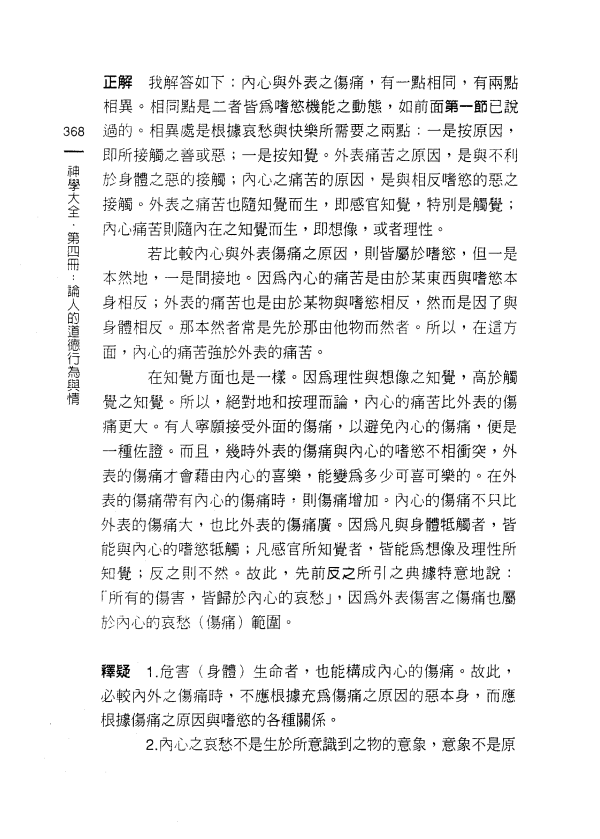 368
神學大全．第四冊：論人的道德行為與情
正解　我解答如下：內心與外表之傷痛，有一點相同，有兩點
相異。相同點是二者皆爲嗜慾機能之動態，如前面第一節已說
過的。相異處是根據哀愁與快樂所需要之兩點：一是按原因，
即所接觸之善或惡；一是按知覺。外表痛苦之原因，是與不利
於身體之惡的接觸；內心之痛苦的原因，是與相反嗜慾的惡之
接觸。外表之痛苦也隨知覺而生，即感官知覺，特別是觸覺；
內心痛苦則隨內在之知覺而生，即想像，或者理性。
若比較內心與外表傷痛之原因，則皆屬於嗜慾，但一是
本然地，一是間接地。因爲內心的痛苦是由於某東西與嗜慾本
身相反；外表的痛苦也是由於某物與嗜慾相反，然而是因了與
身體相反。那本然者常是先於那由他物而然者。所以，在這方
面，內心的痛苦強於外表的痛苦。
在知覺方面也是一樣。因爲理性與想像之知覺，高於觸
覺之知覺。所以，絕對地和按理而論，內心的痛苦比外表的傷
痛更大。有人寧願接受外面的傷痛，以避免內心的傷痛，便是
一種佐證。而且，幾時外表的傷痛與內心的嗜慾不相衝突，外
表的傷痛才會藉由內心的喜樂，能變爲多少可喜可樂的。在外
表的傷痛帶有內心的傷痛時，則傷痛增加。內心的傷痛不只比
外表的傷痛大，也比外表的傷痛廣。因爲凡與身體牴觸者，皆
能與內心的嗜慾牴觸；凡感官所知覺者，皆能爲想像及理性所
知覺；反之則不然。故此，先前反之所引之典據特意地說：
「所有的傷害，皆歸於內心的哀愁」，因爲外表傷害之傷痛也屬
於內心的哀愁（傷痛）範圍。
釋疑　1.危害（身體）生命者，也能構成內心的傷痛。故此，
必較內外之傷痛時，不應根據充爲傷痛之原因的惡本身，而應
根據傷痛之原因與嗜慾的各種關係。
2.內心之哀愁不是生於所意識到之物的意象，意象不是原